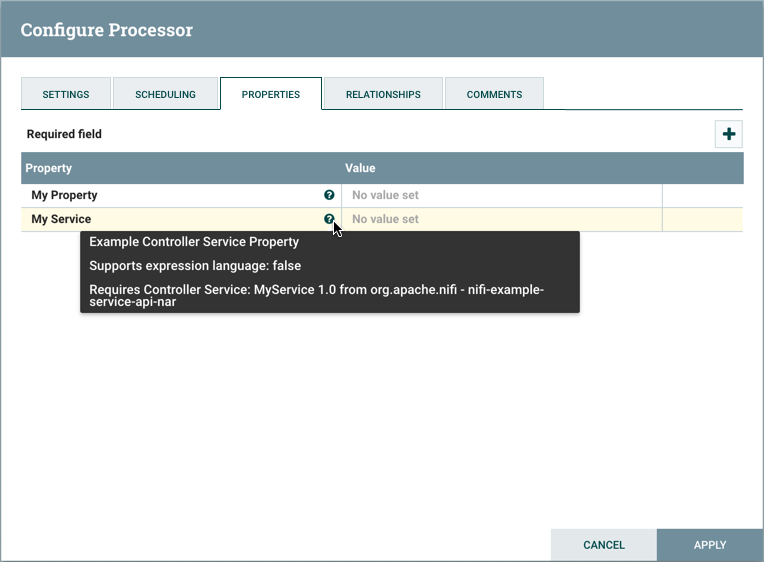 Configure Processor
SETTINGS
SCHEDULING
PROPERTIES
RELATIONSHIPS
COMMENTS
Required field
Property
Value
My Property
No value set
My Service
No value set
Example Controller Service Property
Supports expression language: false
Requires Controller Service: MyService 1.0 from org.apache.nifi - nifi-example-
service-api-nar
CANCEL
APPLY